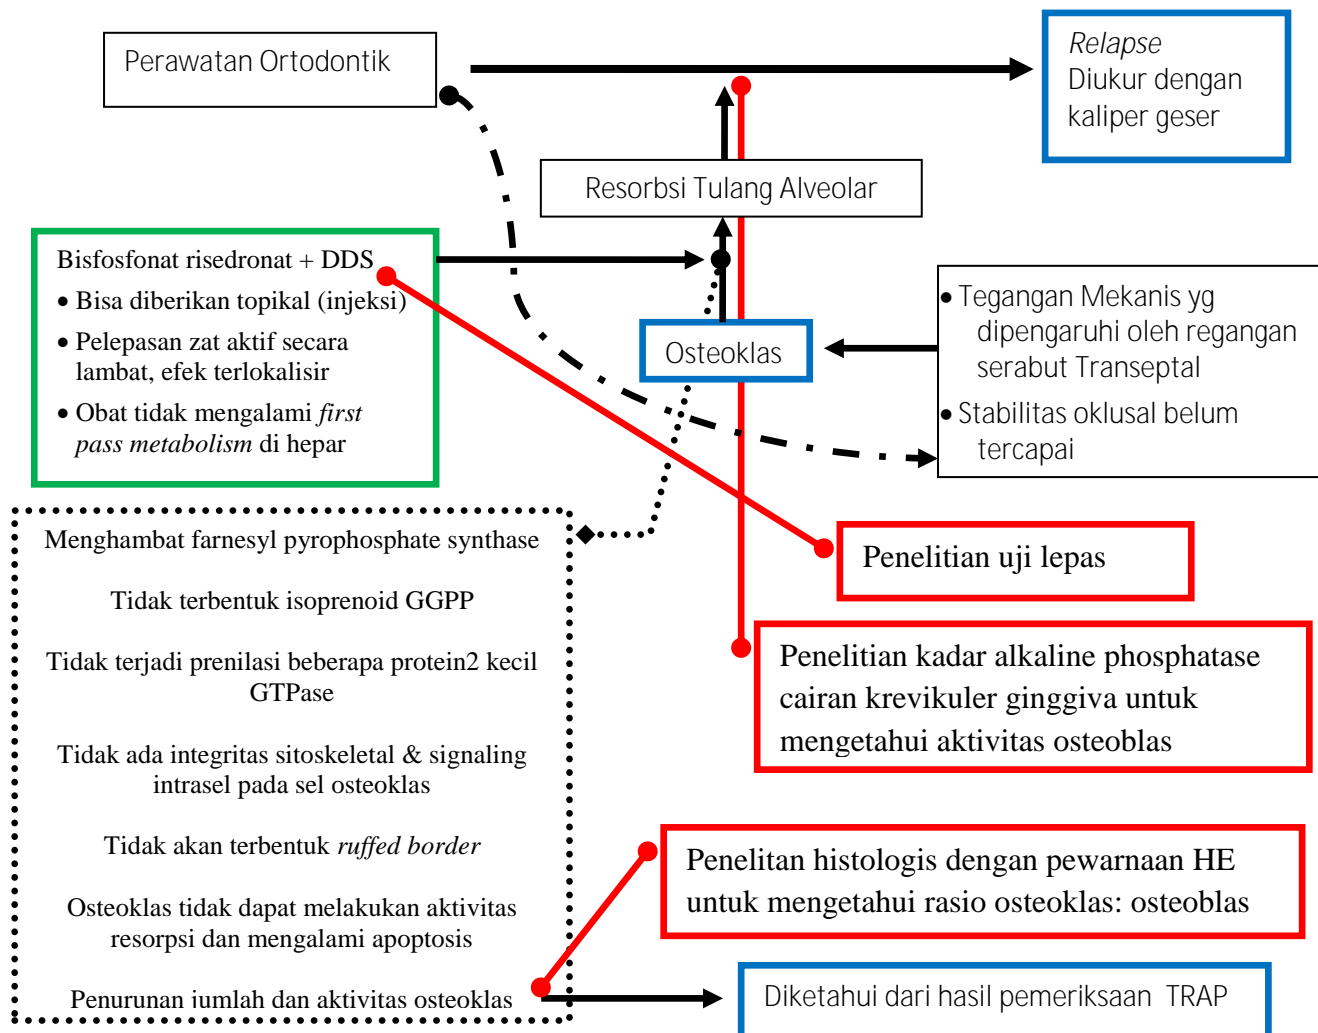 Perawatan Ortodontik
Relapse
Diukur dengan
kaliper geser
Resorbsi Tulang Alveolar
Bisfosfonat risedronat + DDS
• Bisa diberikan topikal (injeksi)
• Pelepasan zat aktif secara
lambat, efek terlokalisir
• Obat tidak mengalami first
pass metabolism di hepar
Osteoklas
• Tegangan Mekanis yg
dipengaruhi oleh regangan
serabut Transeptal
• Stabilitas oklusal belum
tercapai
Menghambat farnesyl pyrophosphate synthase
Tidak terbentuk isoprenoid GGPP
Tidak terjadi prenilasi beberapa protein2 kecil
GTPase
Tidak ada integritas sitoskeletal & signaling
intrasel pada sel osteoklas
Tidak akan terbentuk ruffed border
Osteoklas tidak dapat melakukan aktivitas
resorpsi dan mengalami apoptosis
Penurunan jumlah dan aktivitas osteoklas
Penelitian uji lepas
Penelitian kadar alkaline phosphatase
cairan krevikuler ginggiva untuk
mengetahui aktivitas osteoblas
Penelitan histologis dengan pewarnaan HE
untuk mengetahui rasio osteoklas: osteoblas
Diketahui dari hasil pemeriksaan TRAP